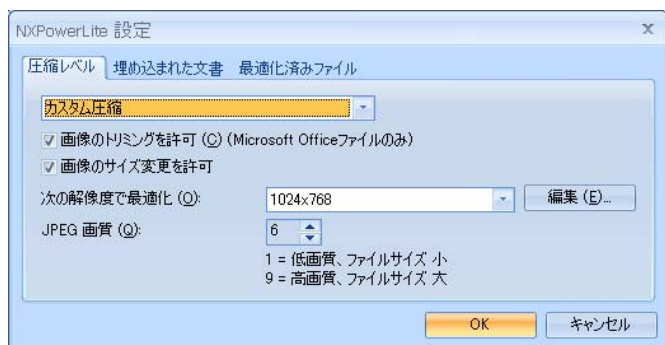 NXPowerLite 設定
圧縮レベル 埋め込まれた文書 最適化済みファイル
カスタム圧縮
画像のトリミングを許可 (C) (Microsoft Officeファイルのみ)
画像のサイズ変更を許可
次の解像度で最適化 (O): 1024x768 編集 (E)...
JPEG 画質 (Q): 6
1 = 低画質、ファイルサイズ 小
9 = 高画質、ファイルサイズ 大
OK キャンセル